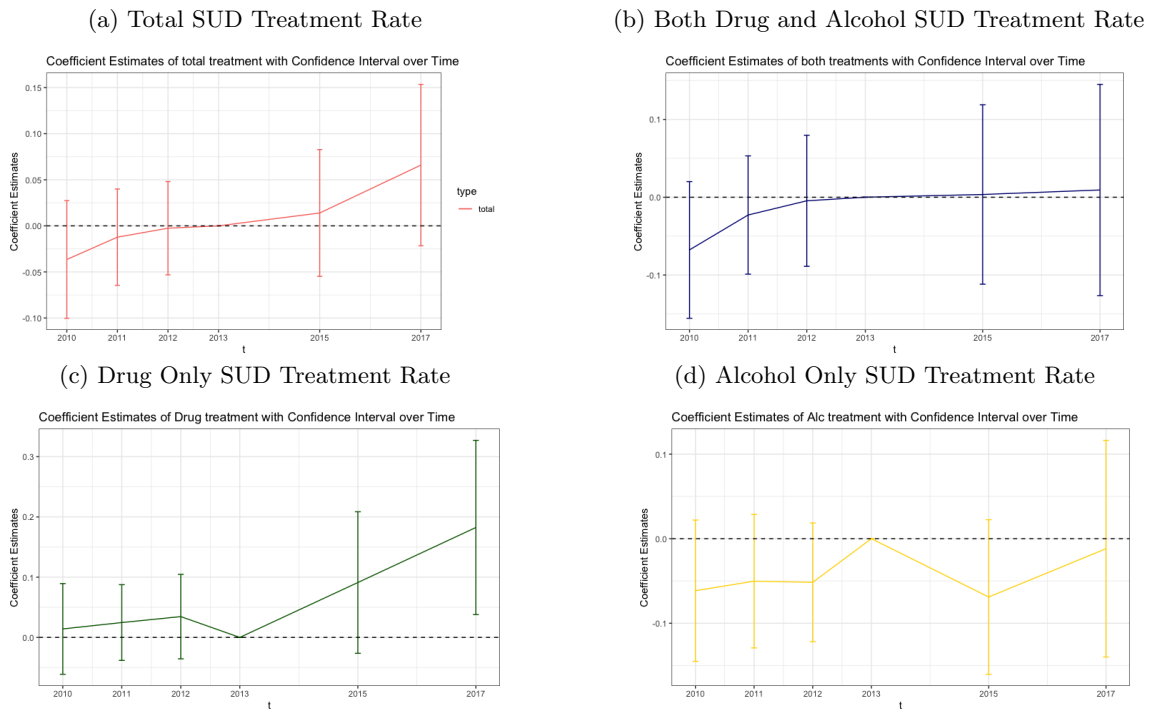 (a) Total SUD Treatment Rate
Coefficient Estimates of total treatment with Confidence Interval over Time
Coefficient Estimates
0.15
0.10
0.05
0.00
-0.05
-0.10
2010 2011 2012 2013 2015 2017
t
type
total
(b) Both Drug and Alcohol SUD Treatment Rate
Coefficient Estimates of both treatments with Confidence Interval over Time
Coefficient Estimates
0.1
0.0
-0.1
2010 2011 2012 2013 2015 2017
t
(c) Drug Only SUD Treatment Rate
Coefficient Estimates of Drug treatment with Confidence Interval over Time
Coefficient Estimates
0.3
0.2
0.1
0.0
2010 2011 2012 2013 2015 2017
t
(d) Alcohol Only SUD Treatment Rate
Coefficient Estimates of Alc treatment with Confidence Interval over Time
Coefficient Estimates
0.1
0.0
-0.1
2010 2011 2012 2013 2015 2017
t